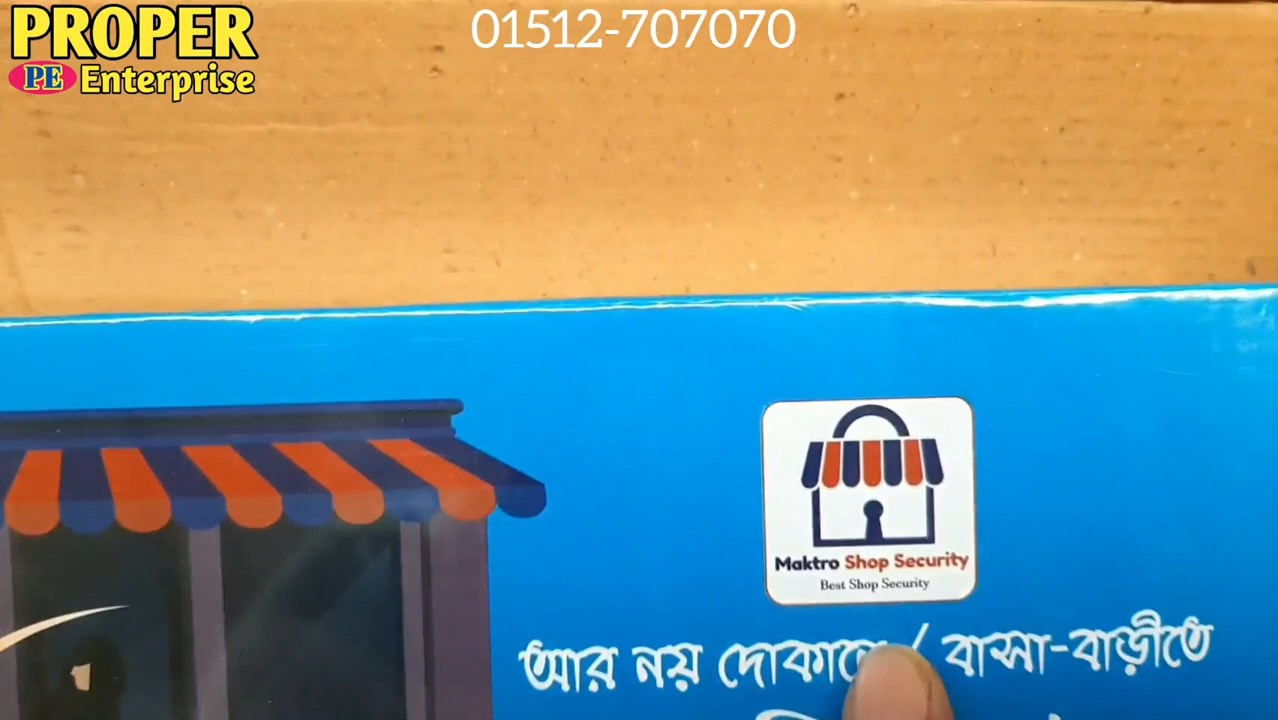 PROPER
PE Enterprise
01512-707070
Maktro Shop Security
Best Shop Security
আর নয় দোকানে / বাসা-বাড়ীতে